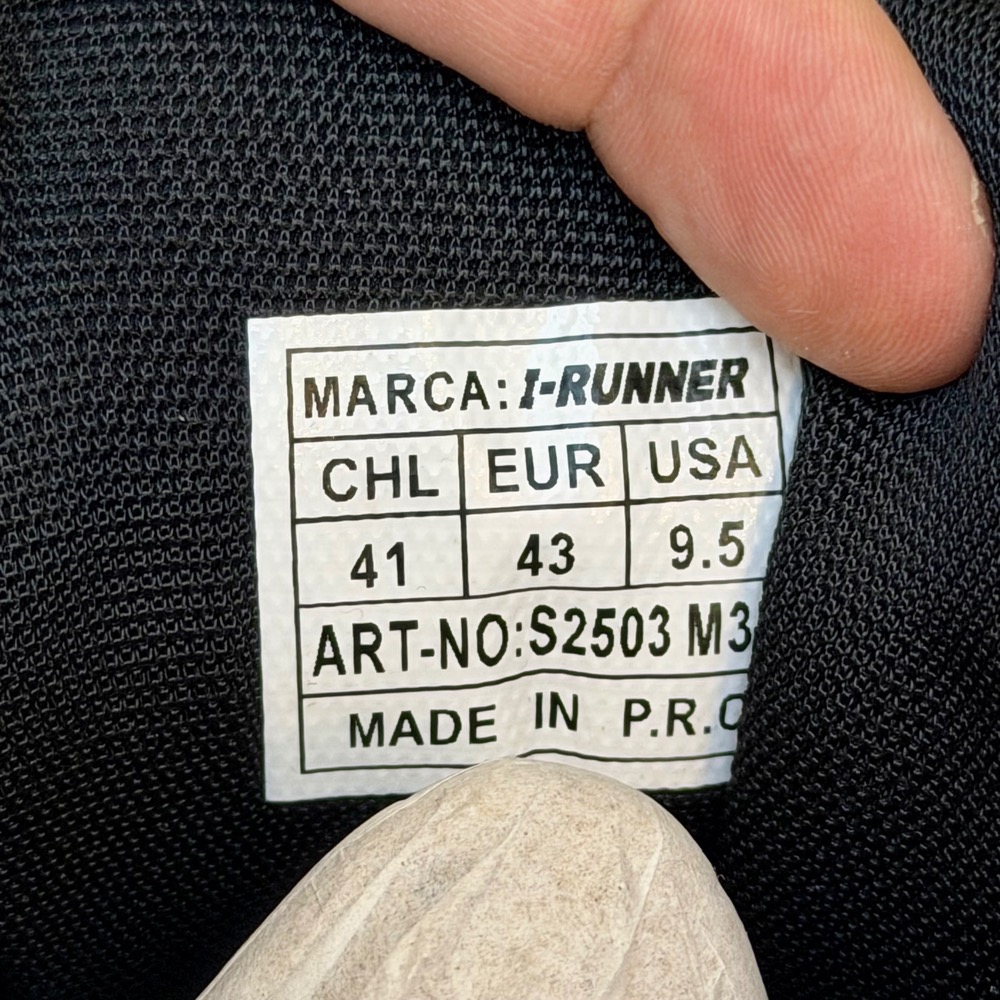 MARCA: I-RUNNER
CHL EUR USA
41 43 9.5
ART-NO:S2503 M3
MADE IN P.R.C